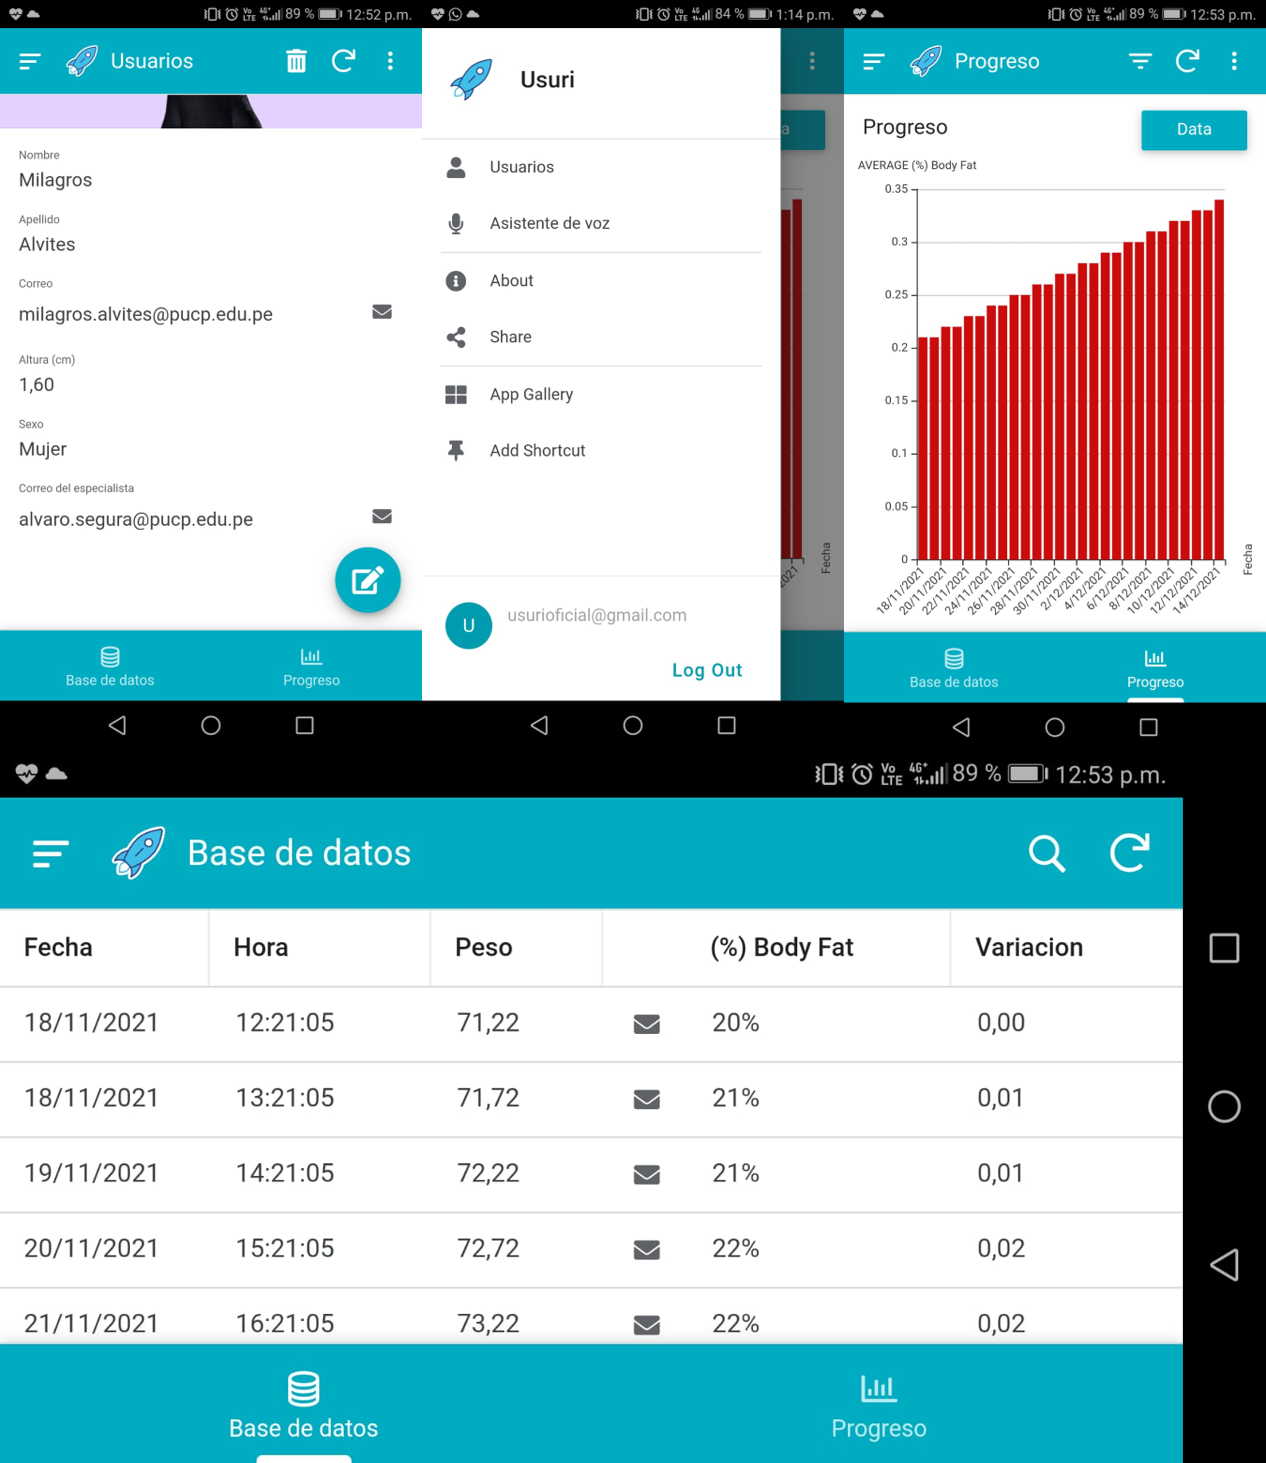 89 % 12:52 p.m.
Usuarios
Nombre
Milagros
Apellido
Alvites
Correo
milagros.alvites@pucp.edu.pe
Altura (cm)
1,60
Sexo
Mujer
Correo del especialista
alvaro.segura@pucp.edu.pe
Base de datos
Progreso
84 % 1:14 p.m.
Usuri
a
Usuarios
Asistente de voz
About
Share
App Gallery
Add Shortcut
2021
Fecha
U
usurioficial@gmail.com
Log Out
89 % 12:53 p.m.
Progreso
Progreso
Data
AVERAGE (%) Body Fat
0.35
0.3
0.25
0.2
0.15
0.1
0.05
0
18/11/2021
20/11/2021
22/11/2021
24/11/2021
26/11/2021
28/11/2021
30/11/2021
2/12/2021
4/12/2021
6/12/2021
8/12/2021
10/12/2021
12/12/2021
14/12/2021
Fecha
Base de datos
Progreso
Vo LTE 4G+ 89 % 12:53 p.m.
Base de datos
Fecha Hora Peso (%) Body Fat Variacion
18/11/2021 12:21:05 71,22 20% 0,00
18/11/2021 13:21:05 71,72 21% 0,01
19/11/2021 14:21:05 72,22 21% 0,01
20/11/2021 15:21:05 72,72 22% 0,02
21/11/2021 16:21:05 73,22 22% 0,02
Base de datos
Progreso